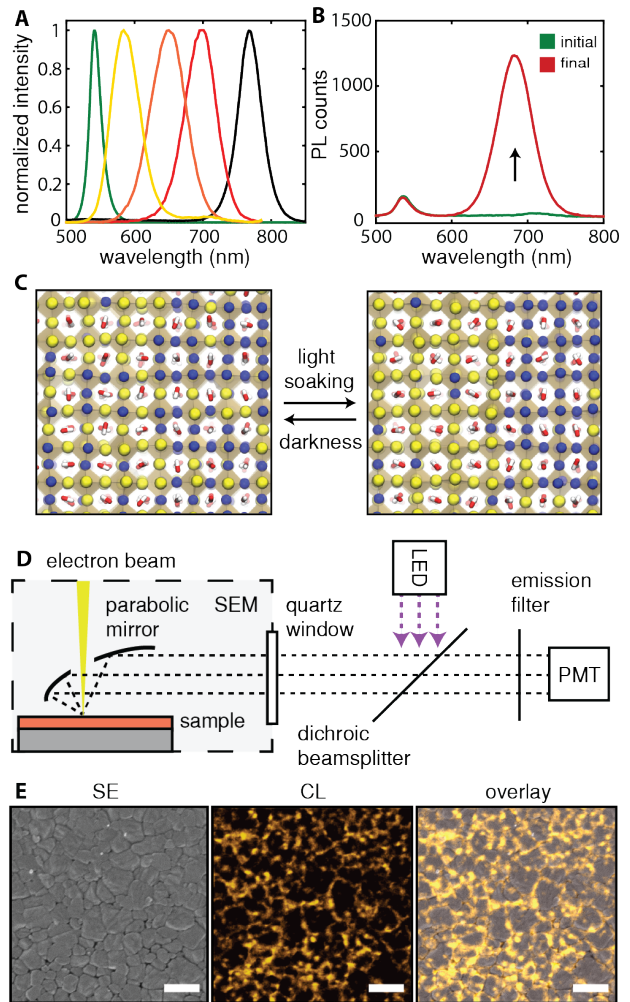 A
normalized intensity
1
0.8
0.6
0.4
0.2
0
500
600
700
800
wavelength (nm)
B
PL counts
1500
1000
500
0
initial
final
500
600
700
800
wavelength (nm)
C
light
soaking
darkness
D
electron beam
parabolic
mirror
SEM
quartz
window
LED
emission
filter
PMT
sample
dichroic
beamsplitter
E
SE
CL
overlay